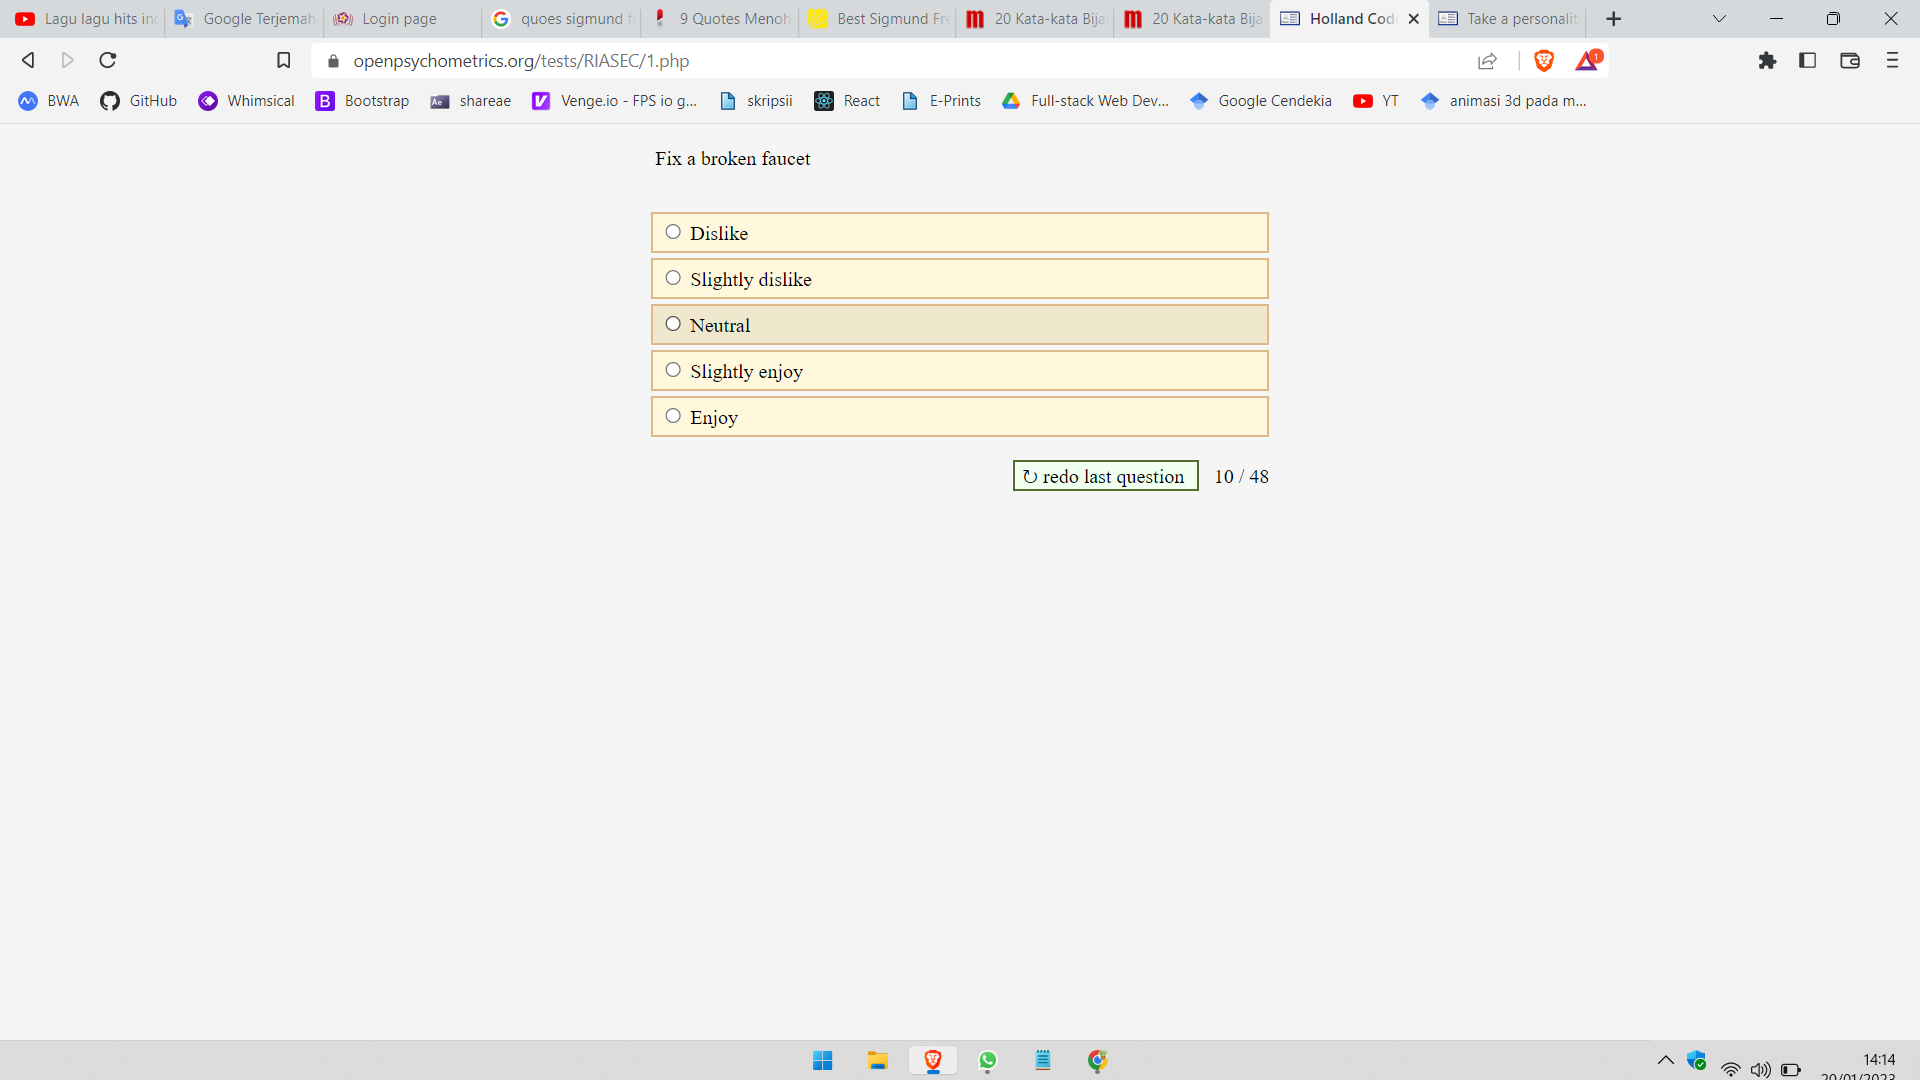 Lagu lagu hits in
Google Terjemah
Login page
quoes sigmund f
9 Quotes Menoh
Best Sigmund Fre
20 Kata-kata Bija
20 Kata-kata Bija
Holland Cod
Take a personalit
openpsychometrics.org/tests/RIASEC/1.php
1
BWA
GitHub
Whimsical
B Bootstrap
Ae shareae
Venge.io - FPS io g...
skripsii
React
E-Prints
Full-stack Web Dev...
Google Cendekia
YT
animasi 3d pada m...
Fix a broken faucet
Dislike
Slightly dislike
Neutral
Slightly enjoy
Enjoy
↻ redo last question
10 / 48
14:14
20/01/2023